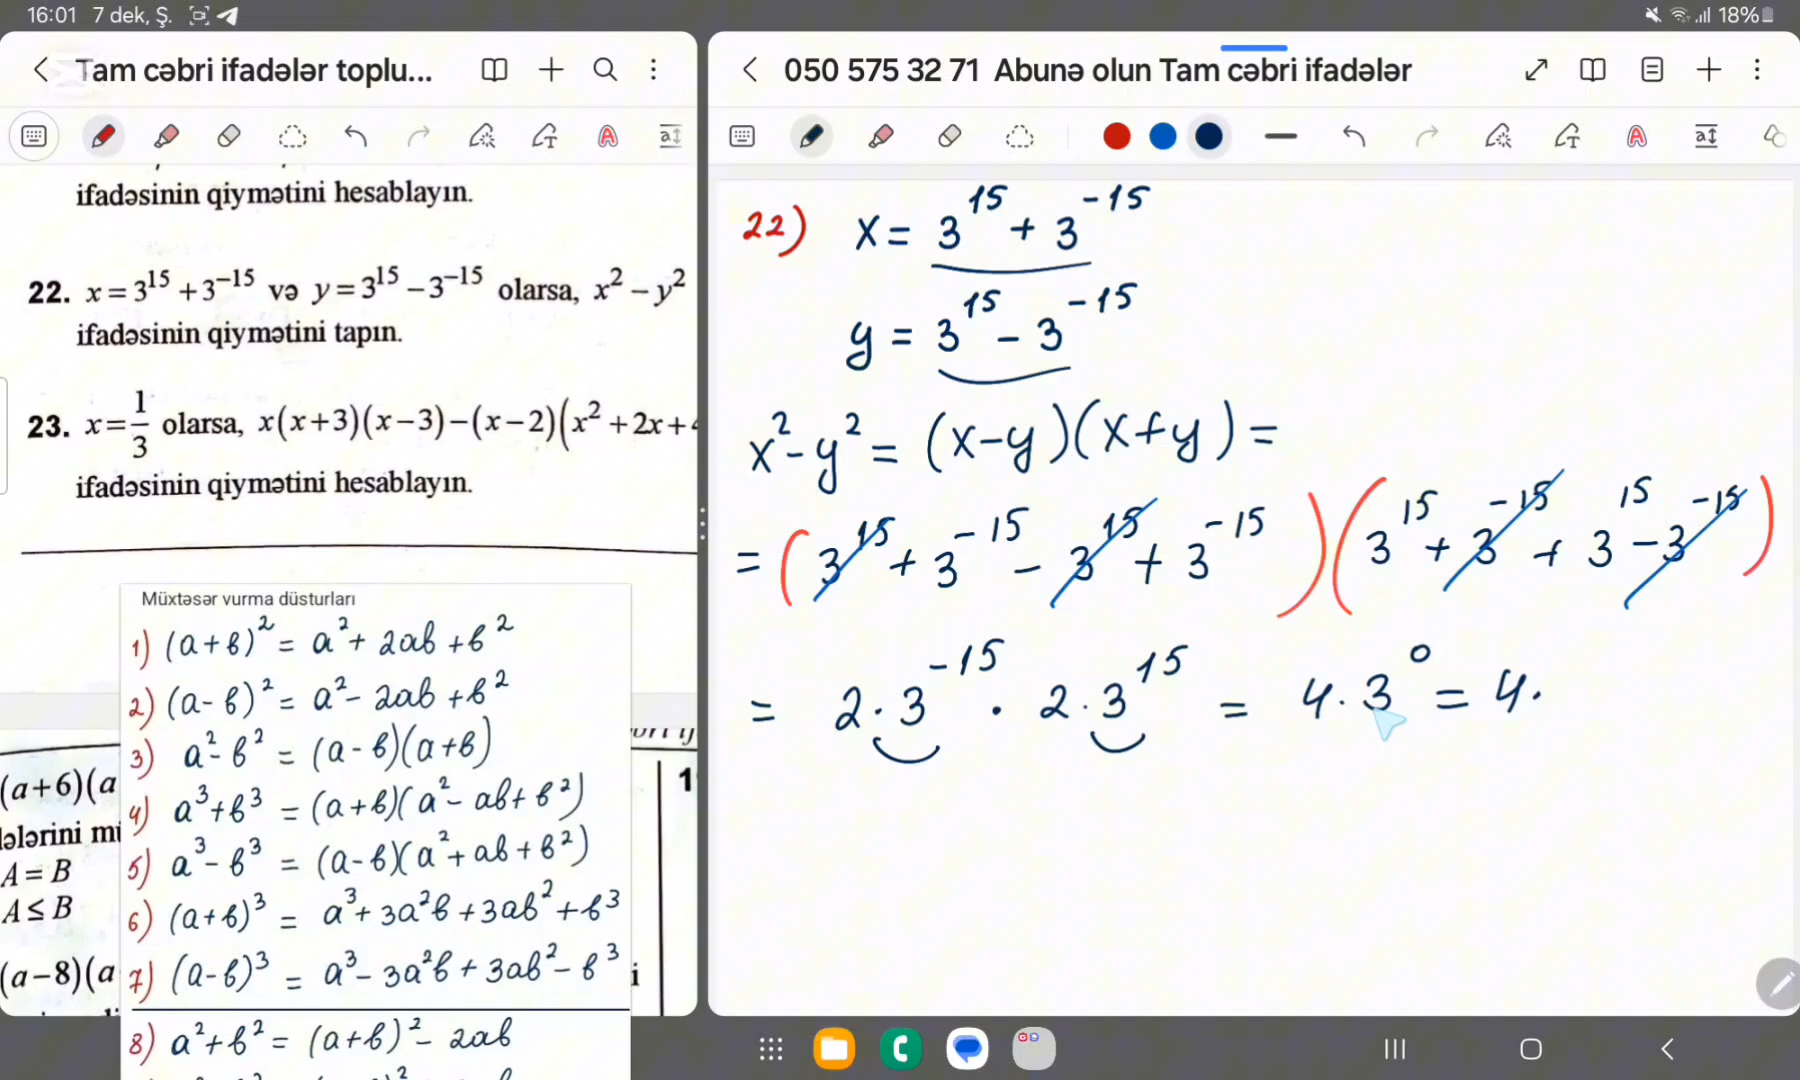 16:01 7 dek, Ş.
18%
Tam cəbri ifadələr toplu...
ifadəsinin qiymətini hesablayın.
22. x = 3^15 + 3^-15 və y = 3^15 - 3^-15 olarsa, x² - y²
ifadəsinin qiymətini tapın.
23. x = 1/3 olarsa, x(x+3)(x-3)-(x-2)(x²+2x+
ifadəsinin qiymətini hesablayın.
(a+6)(a
A = B
A ≤ B
(a-8)(a
1
Müxtəsər vurma düsturları
1) (a+b)² = a² + 2ab + b²
2) (a-b)² = a² - 2ab + b²
3) a² - b² = (a-b)(a+b)
4) a³ + b³ = (a+b)(a² - ab + b²)
5) a³ - b³ = (a-b)(a² + ab + b²)
6) (a+b)³ = a³ + 3a²b + 3ab² + b³
7) (a-b)³ = a³ - 3a²b + 3ab² - b³
8) a² + b² = (a+b)² - 2ab
050 575 32 71 Abunə olun Tam cəbri ifadələr
22) x = 3^15 + 3^-15
y = 3^15 - 3^-15
x² - y² = (x-y)(x+y) =
= (3^15 + 3^-15 - 3^15 + 3^-15)(3^15 + 3^-15 + 3^15 - 3^-15)
= 2·3^-15 · 2·3^15 = 4·3^0 = 4·